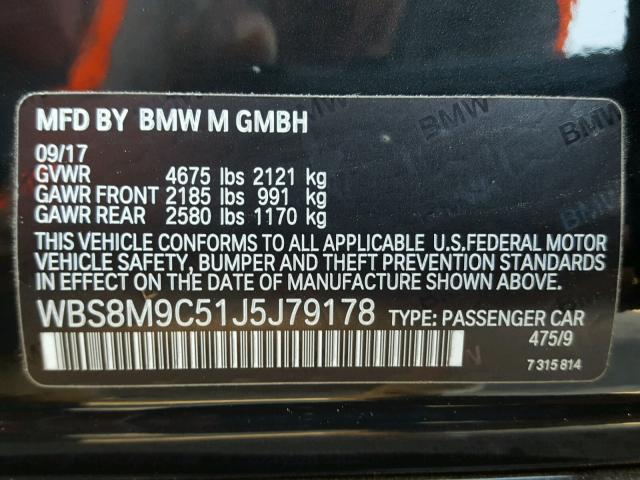 MFD BY BMW M GMBH
09/17
GVWR 4675 lbs 2121 kg
GAWR FRONT 2185 lbs 991 kg
GAWR REAR 2580 lbs 1170 kg
THIS VEHICLE CONFORMS TO ALL APPLICABLE U.S.FEDERAL MOTOR
VEHICLE SAFETY, BUMPER AND THEFT PREVENTION STANDARDS
IN EFFECT ON THE DATE OF MANUFACTURE SHOWN ABOVE.
WBS8M9C51J5J79178 TYPE: PASSENGER CAR
475/9
7 315 814
BMW
BMW